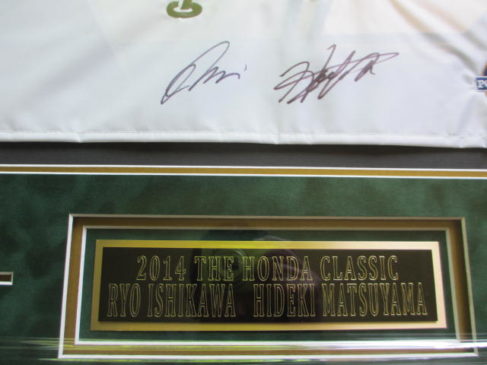 2014 THE HONDA CLASSIC
RYO ISHIKAWA HIDEKI MATSUYAMA